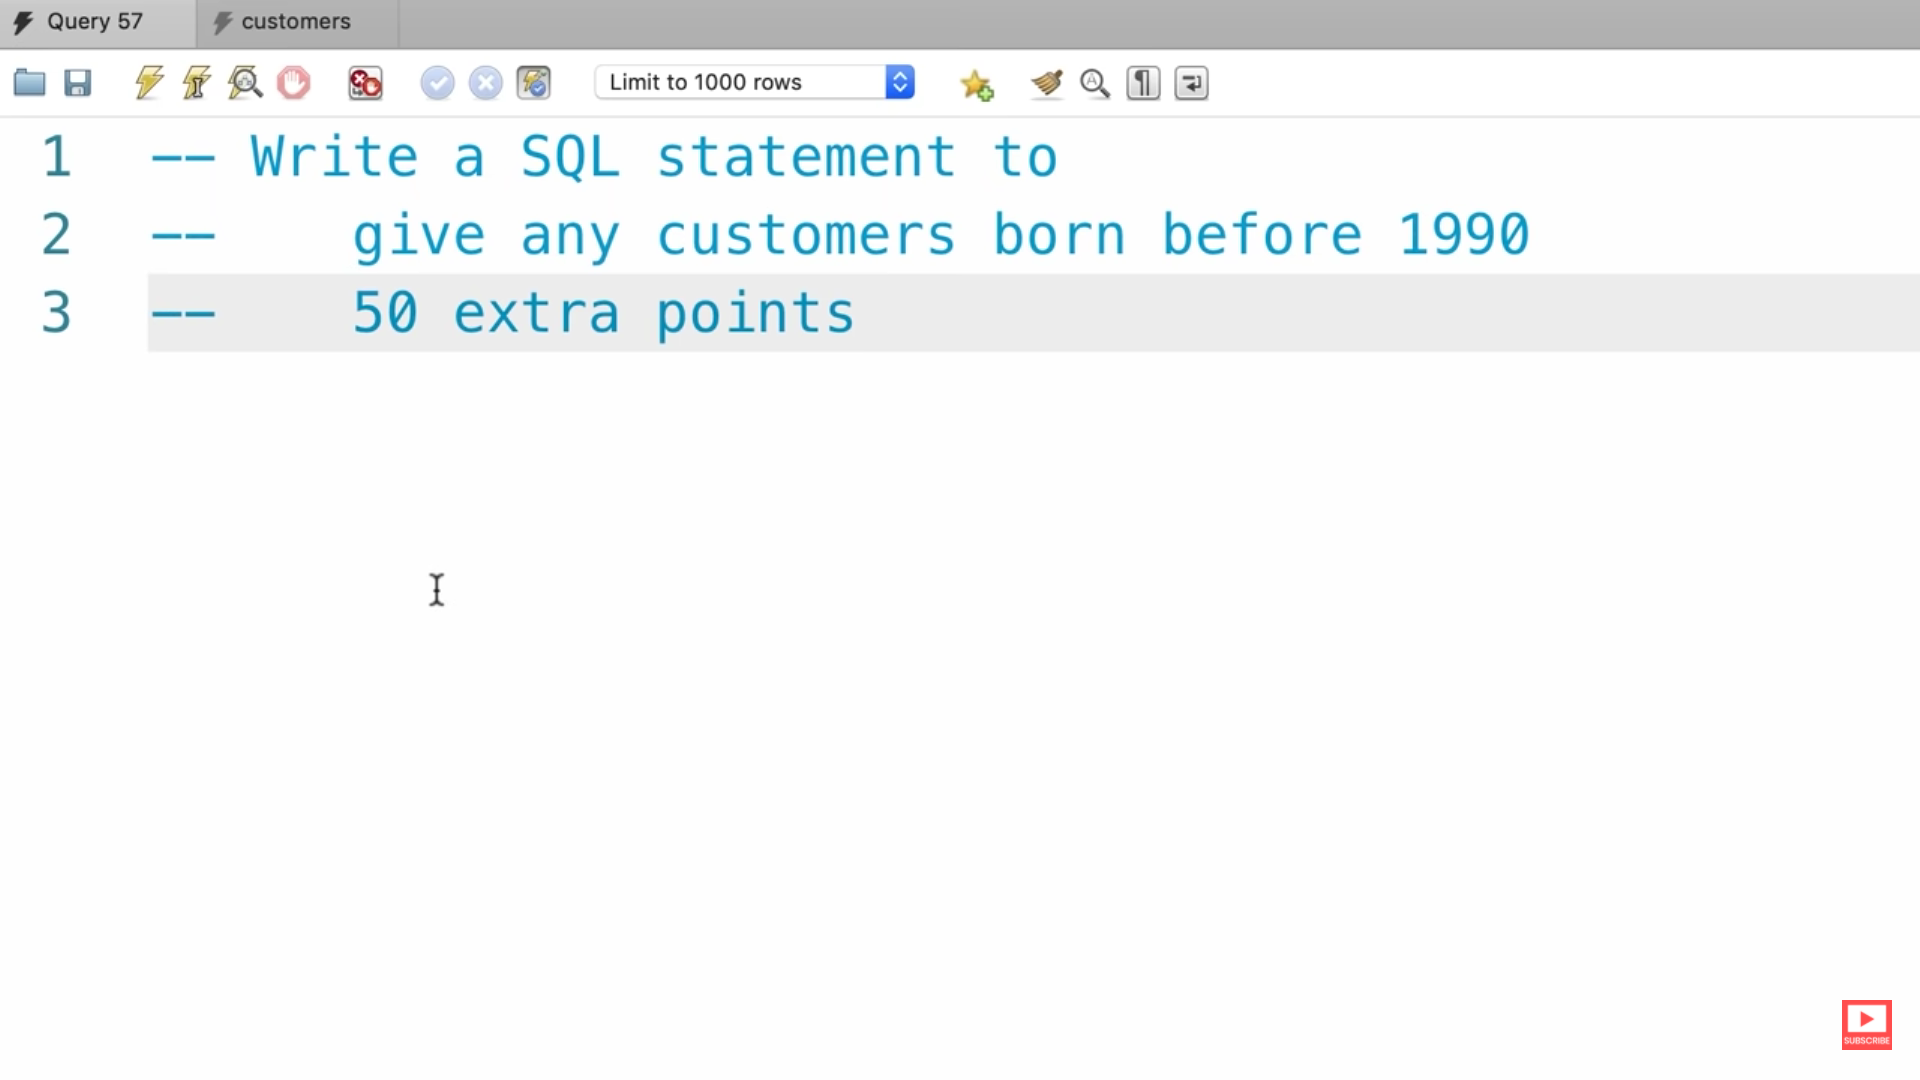 Query 57
customers
Limit to 1000 rows
1 -- Write a SQL statement to
2 --    give any customers born before 1990
3 --    50 extra points
SUBSCRIBE